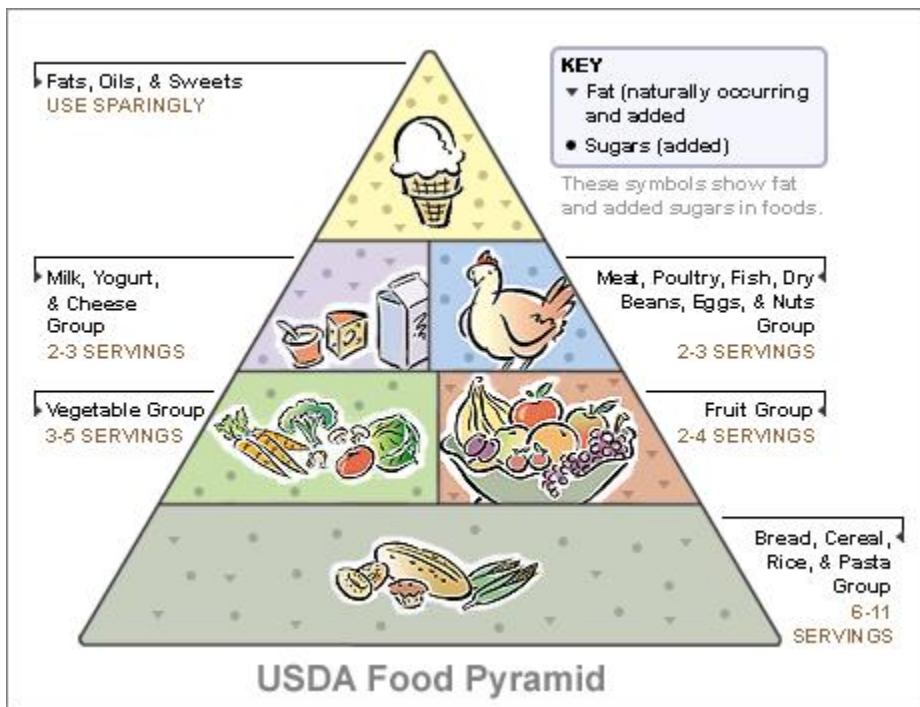 Fats, Oils, & Sweets
USE SPARINGLY
KEY
Fat (naturally occurring
and added
Sugars (added)
These symbols show fat
and added sugars in foods.
Milk, Yogurt,
& Cheese
Group
2-3 SERVINGS
Meat, Poultry, Fish, Dry
Beans, Eggs, & Nuts
Group
2-3 SERVINGS
Vegetable Group
3-5 SERVINGS
Fruit Group
2-4 SERVINGS
Bread, Cereal,
Rice, & Pasta
Group
6-11
SERVINGS
USDA Food Pyramid